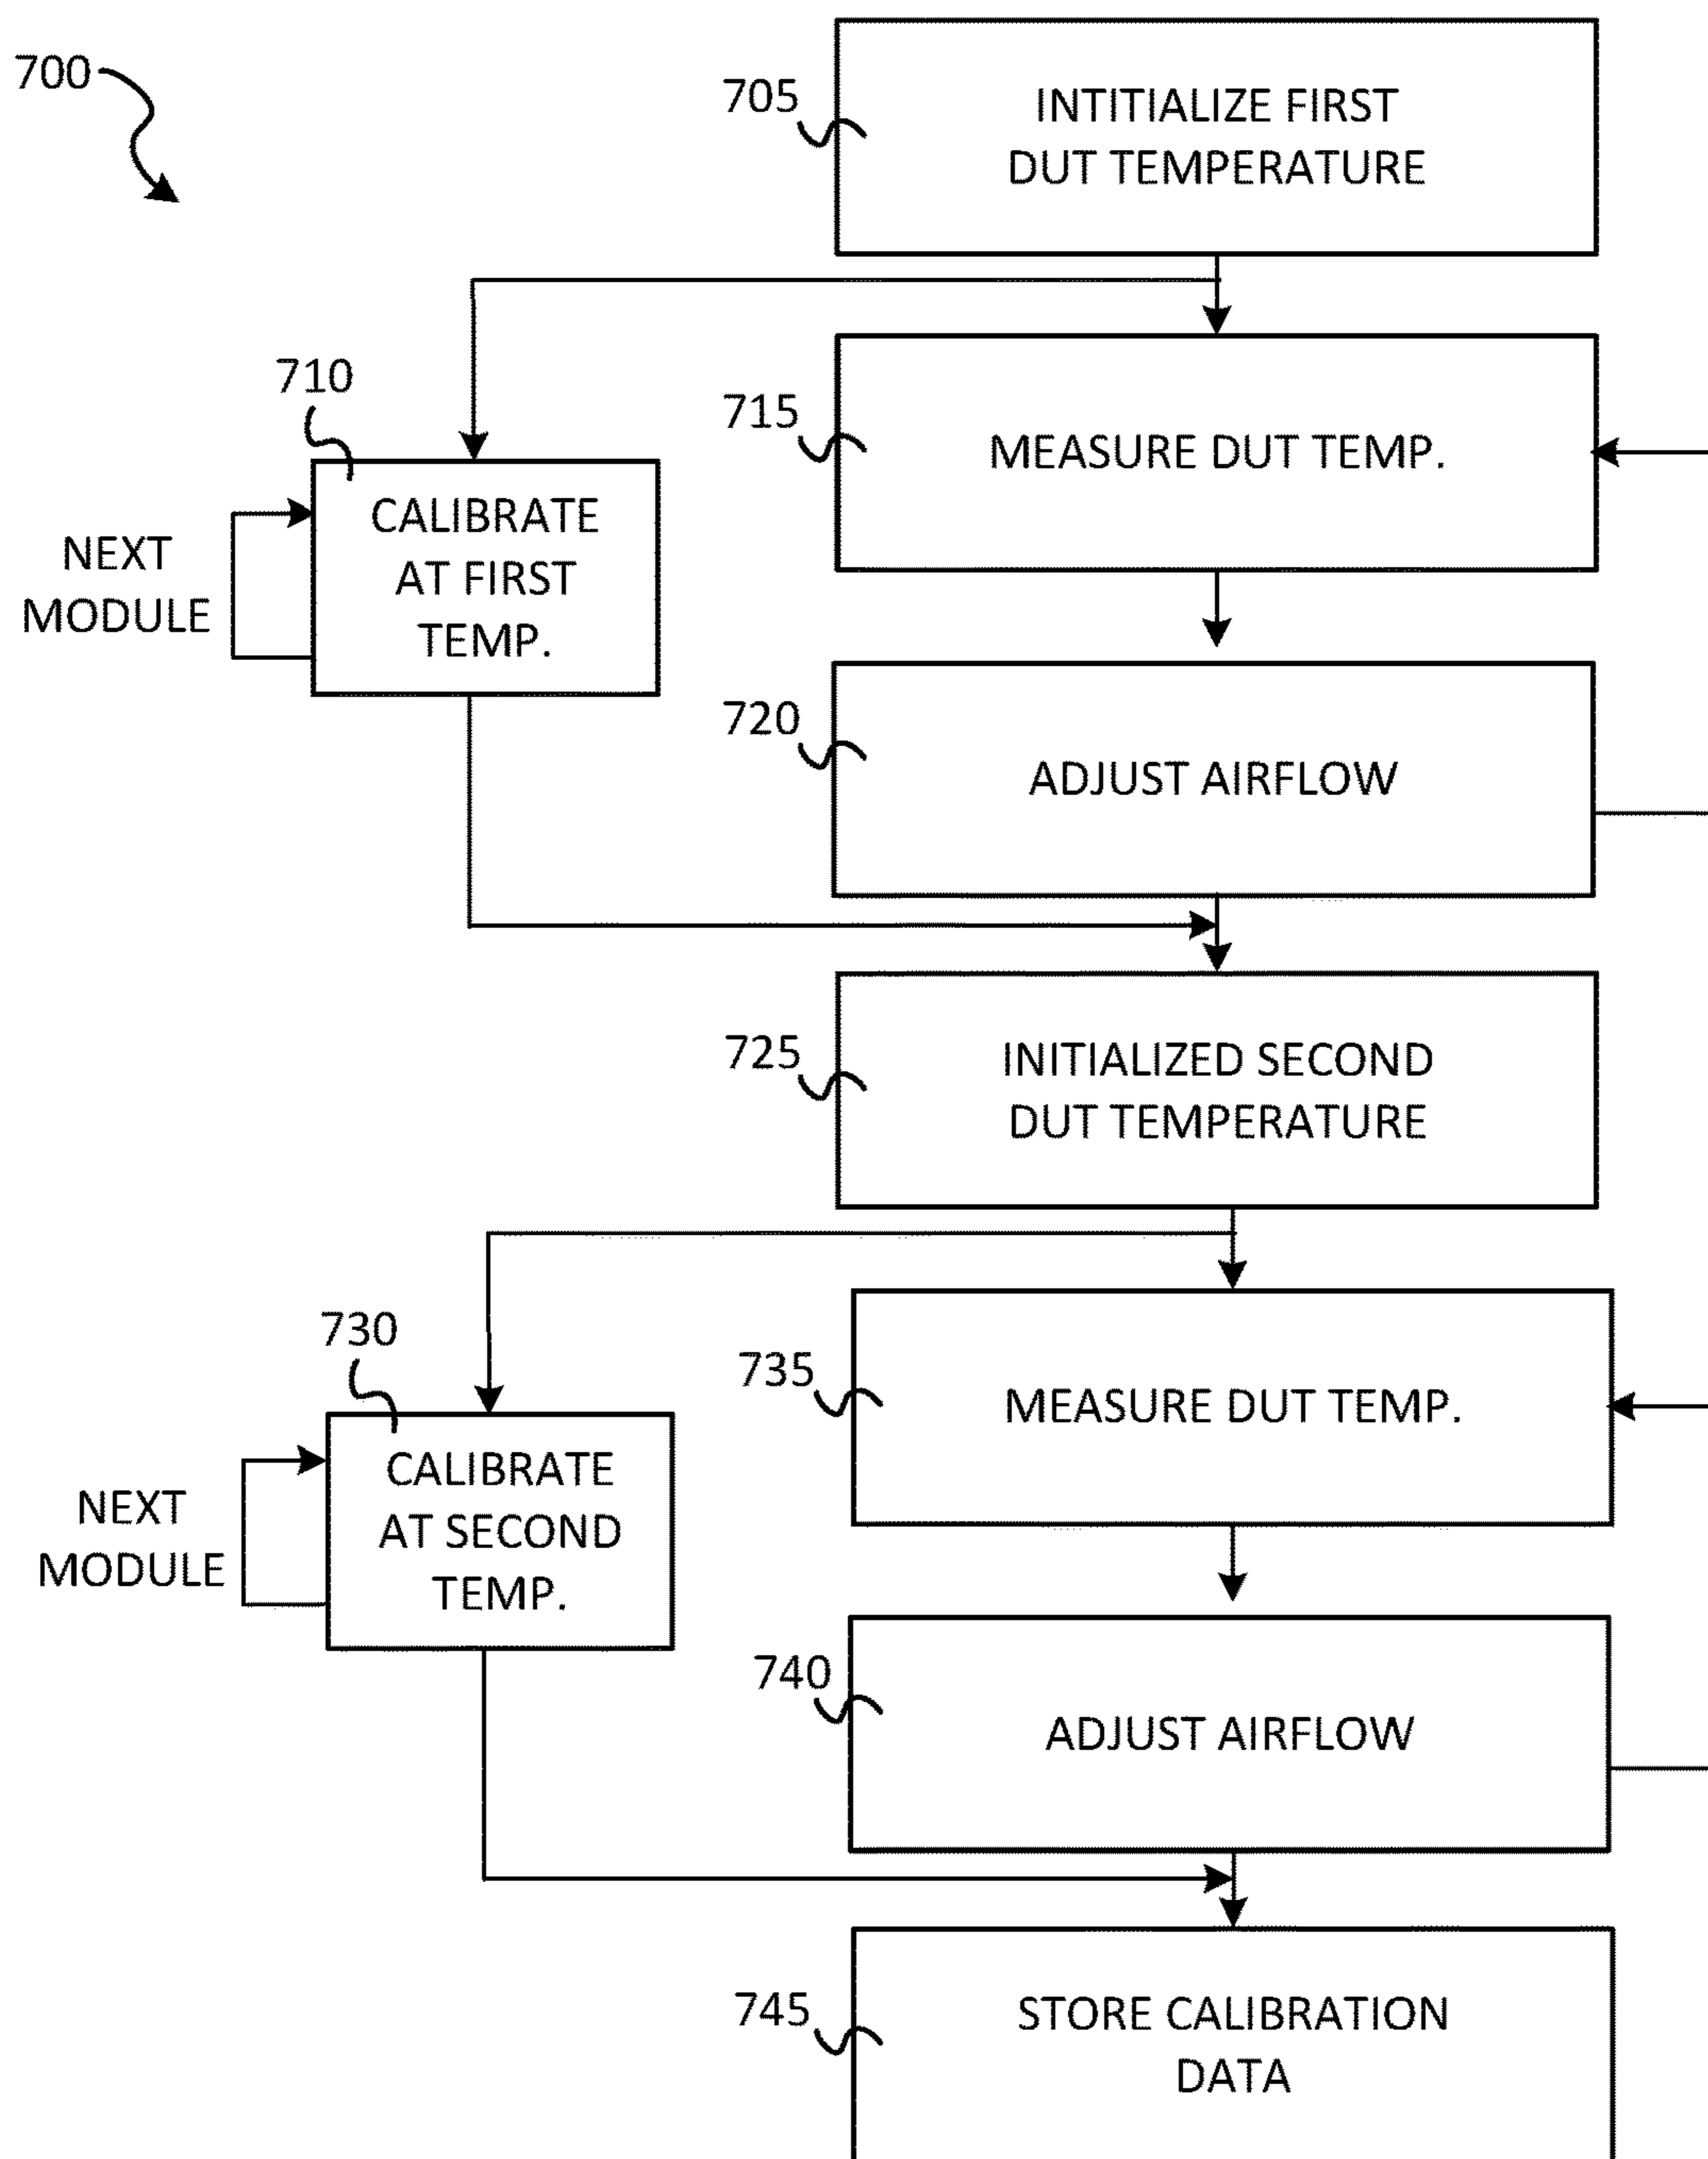 700
705
INTITIALIZE FIRST
DUT TEMPERATURE
710
CALIBRATE
AT FIRST
TEMP.
NEXT
MODULE
715
MEASURE DUT TEMP.
720
ADJUST AIRFLOW
725
INITIALIZED SECOND
DUT TEMPERATURE
730
CALIBRATE
AT SECOND
TEMP.
NEXT
MODULE
735
MEASURE DUT TEMP.
740
ADJUST AIRFLOW
745
STORE CALIBRATION
DATA